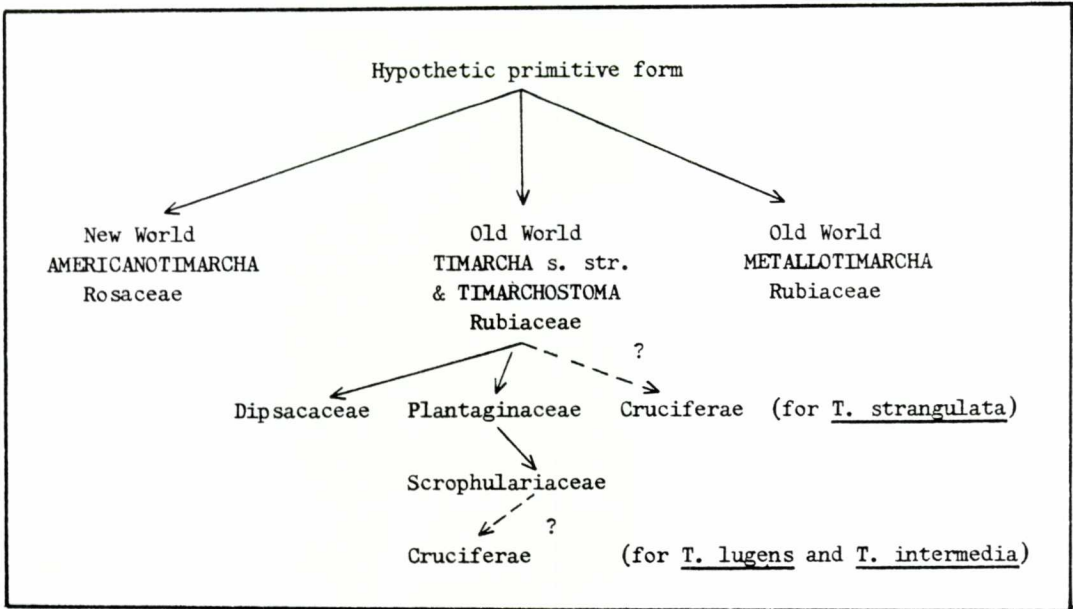 Hypothetic primitive form
New World
AMERICANOTIMARCHA
Rosaceae
Old World
TIMARCHA s. str.
& TIMARCHOSTOMA
Rubiaceae
Old World
METALLOTIMARCHA
Rubiaceae
?
Dipsacaceae Plantaginaceae Cruciferae (for T. strangulata)
Scrophulariaceae
?
Cruciferae (for T. lugens and T. intermedia)